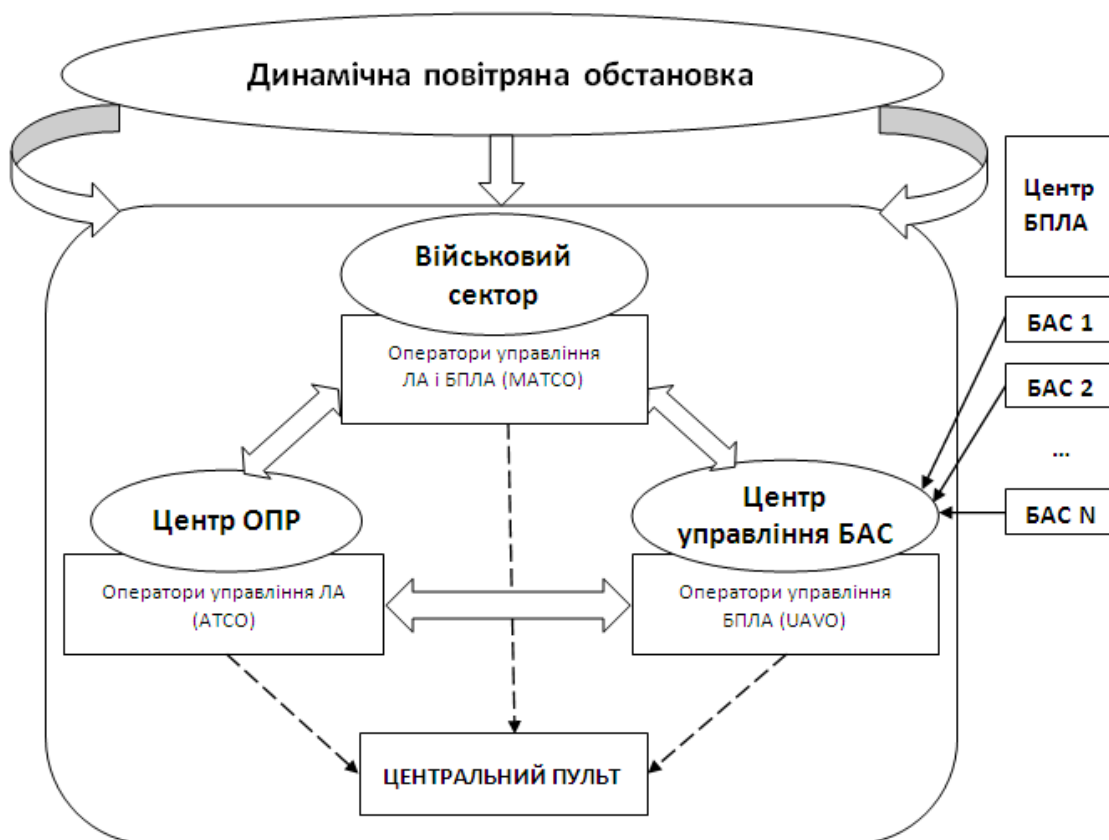 Динамічна повітряна обстановка
Військовий
сектор
Оператори управління
ЛА і БПЛА (MATCO)
Центр ОПР
Оператори управління ЛА
(ATCO)
Центр
управління БАС
Оператори управління
БПЛА (UAVO)
ЦЕНТРАЛЬНИЙ ПУЛЬТ
Центр
БПЛА
БАС 1
БАС 2
...
БАС N